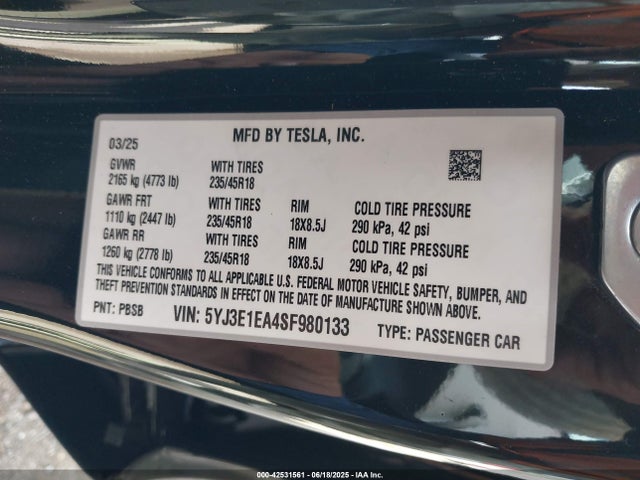 03/25 MFD BY TESLA, INC.
GVWR WITH TIRES
2165 kg (4773 lb) 235/45R18
GAWR FRT WITH TIRES RIM COLD TIRE PRESSURE
1110 kg (2447 lb) 235/45R18 18X8.5J 290 kPa, 42 psi
GAWR RR WITH TIRES RIM COLD TIRE PRESSURE
1260 kg (2778 lb) 235/45R18 18X8.5J 290 kPa, 42 psi
THIS VEHICLE CONFORMS TO ALL APPLICABLE U.S. FEDERAL MOTOR VEHICLE SAFETY, BUMPER, AND
THEFT PREVENTION STANDARDS IN EFFECT ON THE DATE OF MANUFACTURE SHOWN ABOVE.
PNT: PBSB VIN: 5YJ3E1EA4SF980133 TYPE: PASSENGER CAR
000-42531561 - 06/18/2025 - IAA Inc.